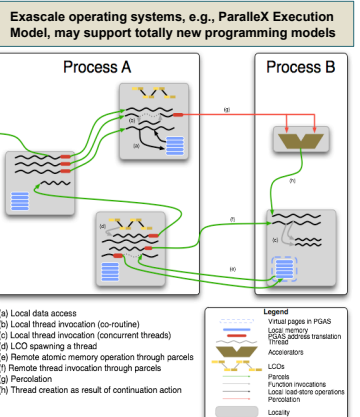 Exascale operating systems, e.g., ParalleX Execution
Model, may support totally new programming models
Process A
Process B
(g)
(b)
(a)
(h)
(d)
(f)
(c)
(e)
(a) Local data access
(b) Local thread invocation (co-routine)
(c) Local thread invocation (concurrent threads)
(d) LCO spawning a thread
(e) Remote atomic memory operation through parcels
(f) Remote thread invocation through parcels
(g) Percolation
(h) Thread creation as result of continuation action
Legend
Virtual pages in PGAS
Local memory
PGAS address translation
Thread
Accelerators
LCOs
Parcels
Function invocations
Local load-store operations
Percolation
Locality